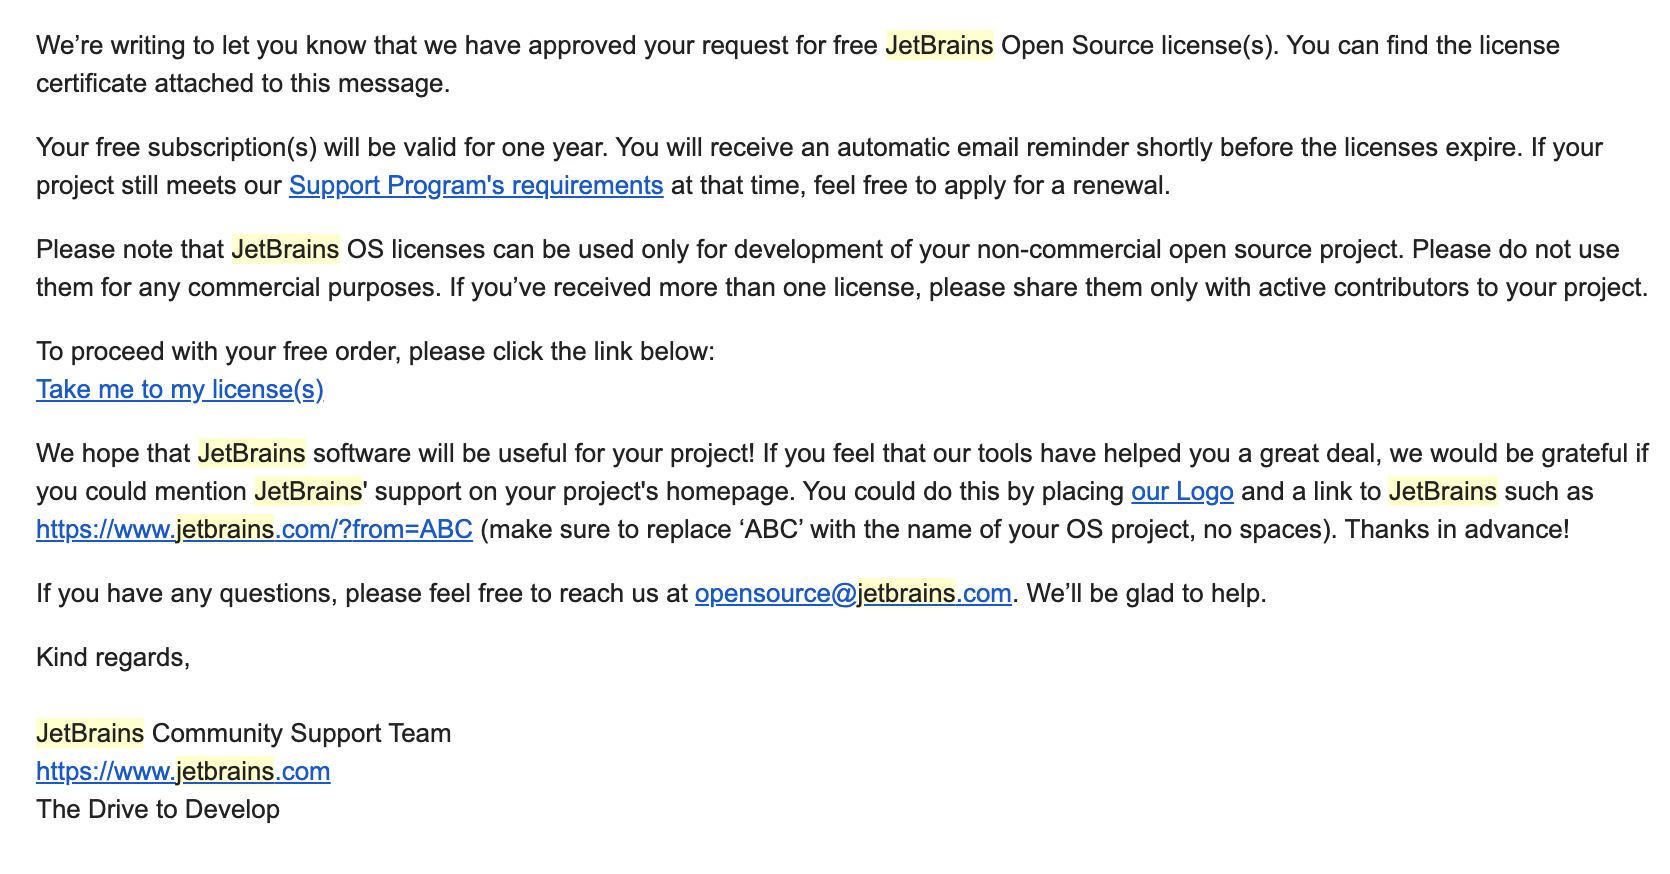 We’re writing to let you know that we have approved your request for free JetBrains Open Source license(s). You can find the license
certificate attached to this message.
Your free subscription(s) will be valid for one year. You will receive an automatic email reminder shortly before the licenses expire. If your
project still meets our Support Program's requirements at that time, feel free to apply for a renewal.
Please note that JetBrains OS licenses can be used only for development of your non-commercial open source project. Please do not use
them for any commercial purposes. If you’ve received more than one license, please share them only with active contributors to your project.
To proceed with your free order, please click the link below:
Take me to my license(s)
We hope that JetBrains software will be useful for your project! If you feel that our tools have helped you a great deal, we would be grateful if
you could mention JetBrains' support on your project's homepage. You could do this by placing our Logo and a link to JetBrains such as
https://www.jetbrains.com/?from=ABC (make sure to replace ‘ABC’ with the name of your OS project, no spaces). Thanks in advance!
If you have any questions, please feel free to reach us at opensource@jetbrains.com. We’ll be glad to help.
Kind regards,
JetBrains Community Support Team
https://www.jetbrains.com
The Drive to Develop